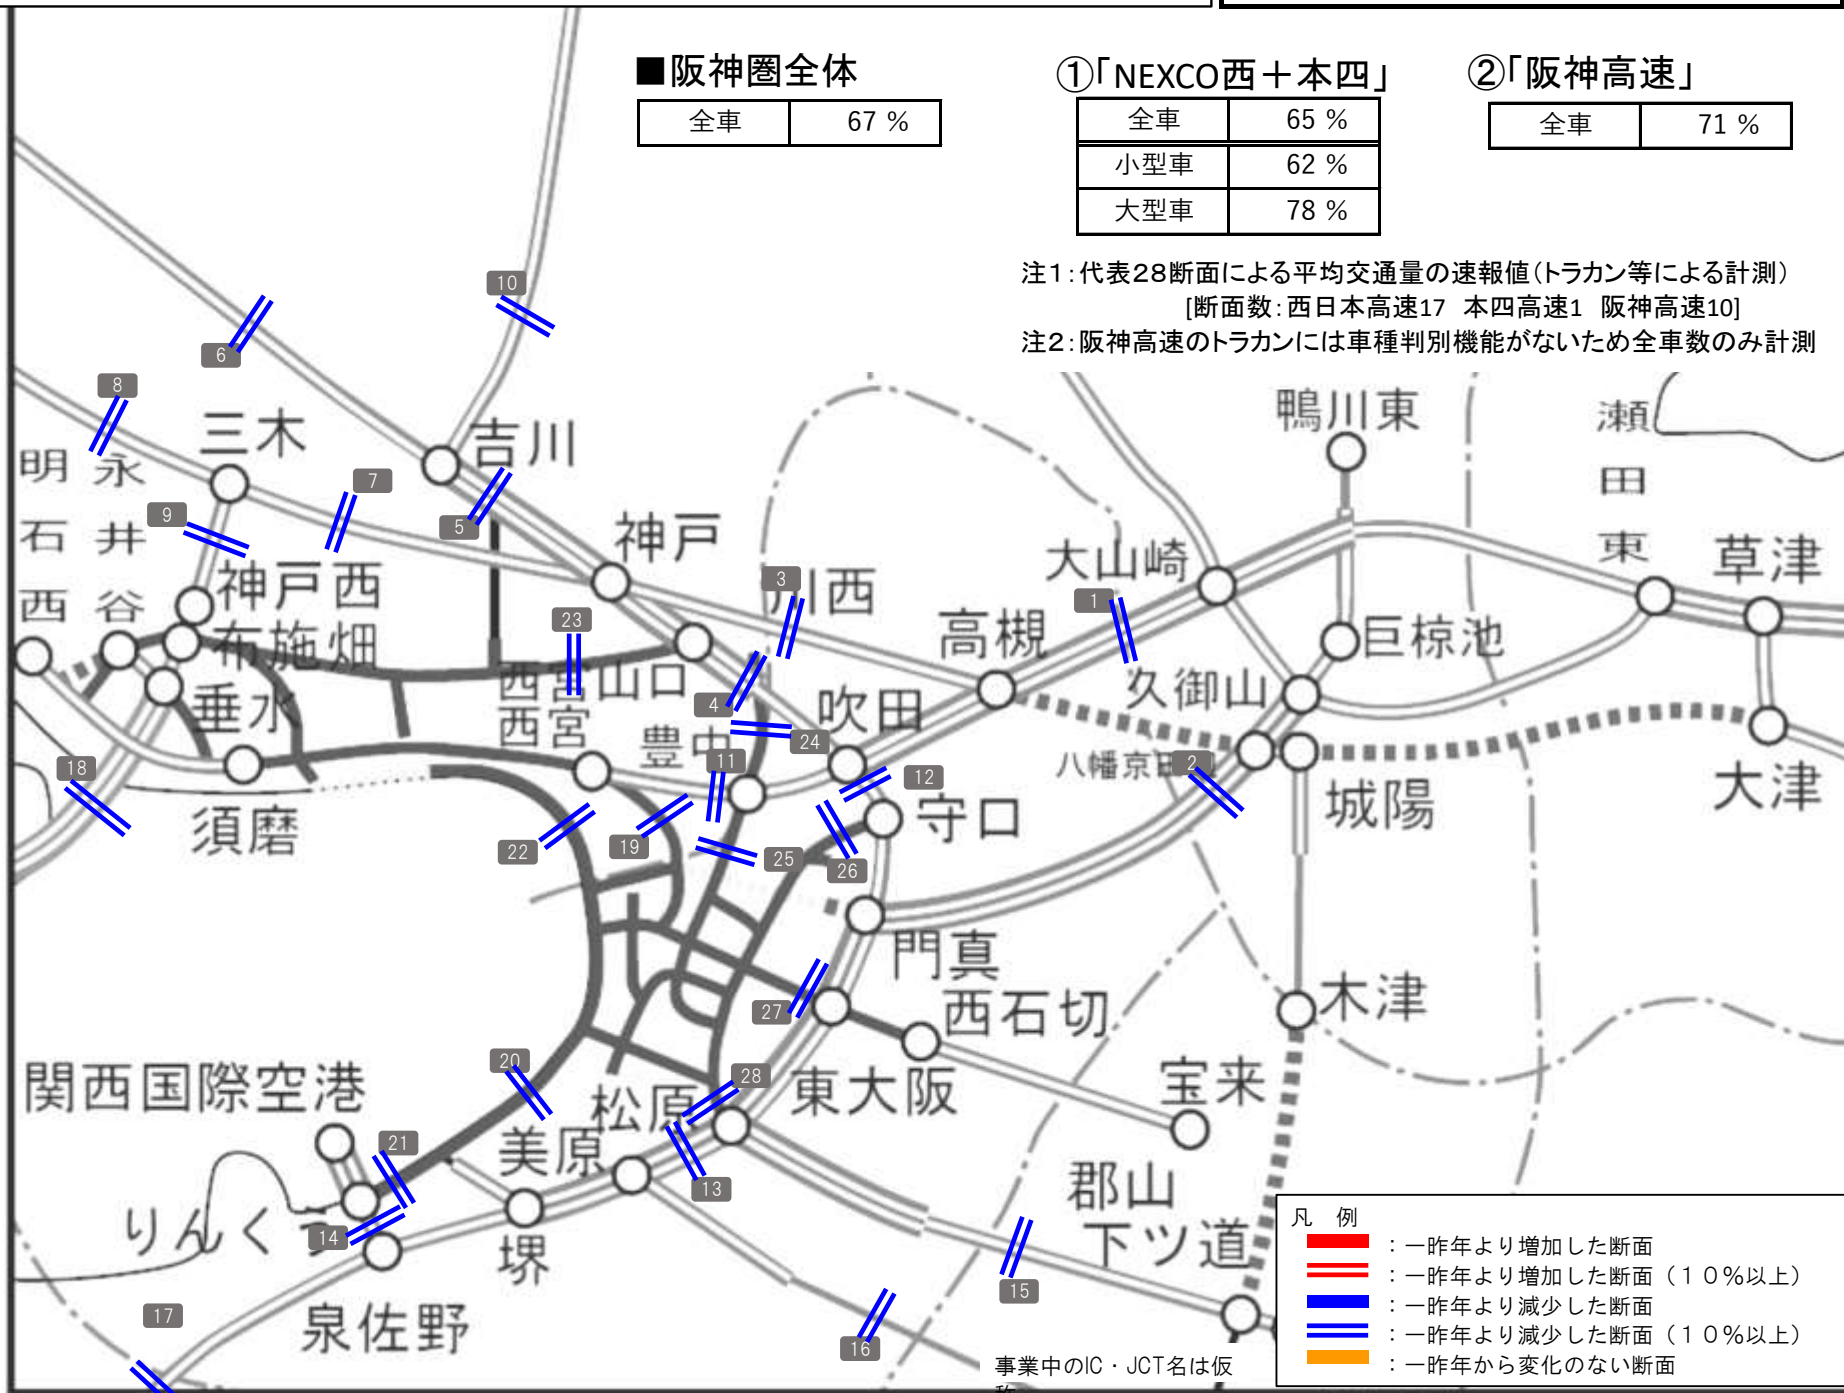 ■阪神圏全体
全車 67 %
①「NEXCO西＋本四」
全車 65 %
小型車 62 %
大型車 78 %
②「阪神高速」
全車 71 %
注1：代表28断面による平均交通量の速報値（トラカン等による計測）
[断面数：西日本高速17 本四高速1 阪神高速10]
注2：阪神高速のトラカンには車種判別機能がないため全車数のみ計測
10
6
8
三木
吉川
鴨川東
瀬田東
明石西
永井谷
7
9
5
神戸
大山崎
草津
神戸西
3
川西
1
高槻
23
布施畑
巨椋池
西宮山口
久御山
垂水
4
吹田
西宮
豊中
24
11
八幡京田
2
18
12
大津
須磨
守口
城陽
22
19
25
26
門真
27
西石切
木津
20
関西国際空港
28
松原
東大阪
宝来
21
美原
13
郡山
りんくう
14
下ツ道
堺
15
17
泉佐野
16
事業中のIC・JCT名は仮
称
凡 例
：一昨年より増加した断面
：一昨年より増加した断面（１０％以上）
：一昨年より減少した断面
：一昨年より減少した断面（１０％以上）
：一昨年から変化のない断面